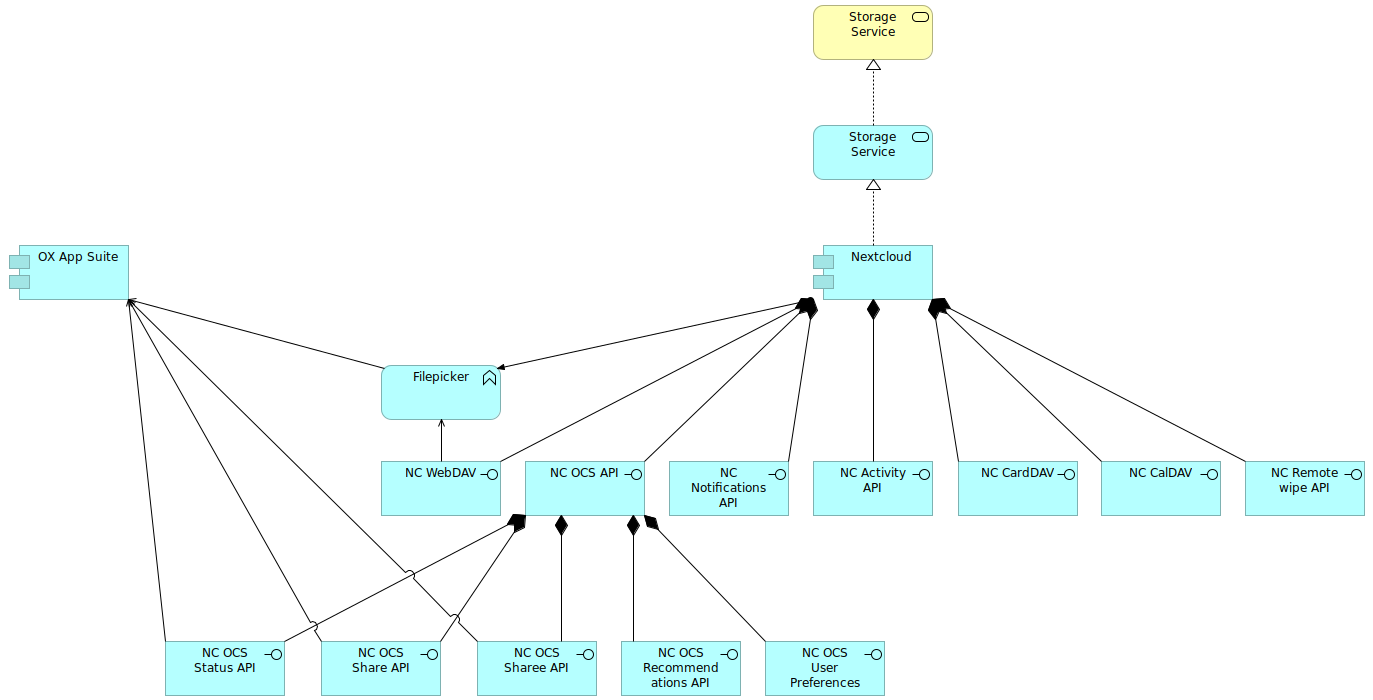 Storage
Service
Storage
Service
OX App Suite
Nextcloud
Filepicker
NC WebDAV
NC OCS API
NC
Notifications
API
NC Activity
API
NC CardDAV
NC CalDAV
NC Remote
wipe API
NC OCS
Status API
NC OCS
Share API
NC OCS
Sharee API
NC OCS
Recommend
ations API
NC OCS
User
Preferences